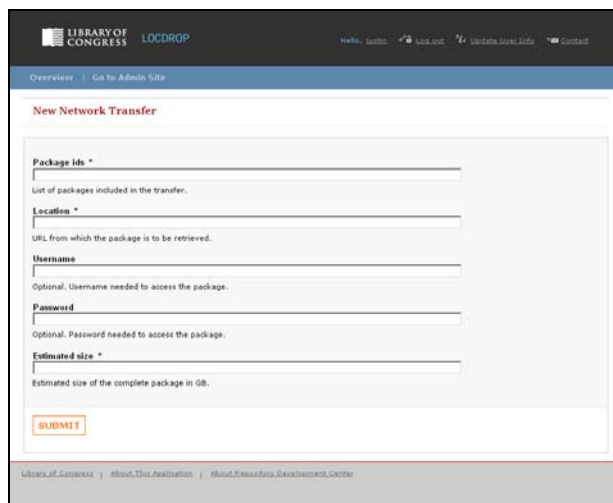 LIBRARY OF CONGRESS LOCDROP Hello, justin Log out Update User Info Contact
Overview | Go to Admin Site
New Network Transfer
Package ids *
List of packages included in the transfer.
Location *
URL from which the package is to be retrieved.
Username
Optional. Username needed to access the package.
Password
Optional. Password needed to access the package.
Estimated size *
Estimated size of the complete package in GB.
SUBMIT
Library of Congress | About This Application | About Repository Development Center